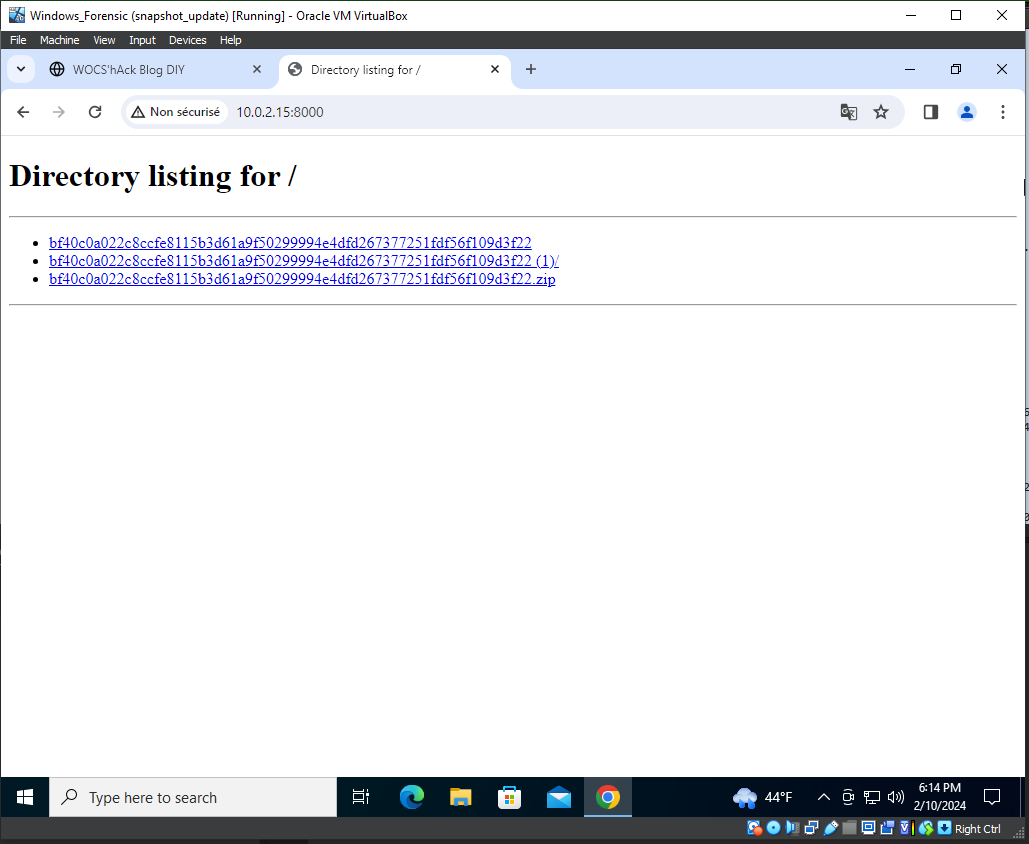 Windows_Forensic (snapshot_update) [Running] - Oracle VM VirtualBox
File Machine View Input Devices Help
WOCS'hAck Blog DIY
Directory listing for /
Non sécurisé
10.0.2.15:8000
Directory listing for /
bf40c0a022c8ccfe8115b3d61a9f50299994e4dfd267377251fdf56f109d3f22
bf40c0a022c8ccfe8115b3d61a9f50299994e4dfd267377251fdf56f109d3f22 (1)/
bf40c0a022c8ccfe8115b3d61a9f50299994e4dfd267377251fdf56f109d3f22.zip
Type here to search
44°F
6:14 PM
2/10/2024
Right Ctrl